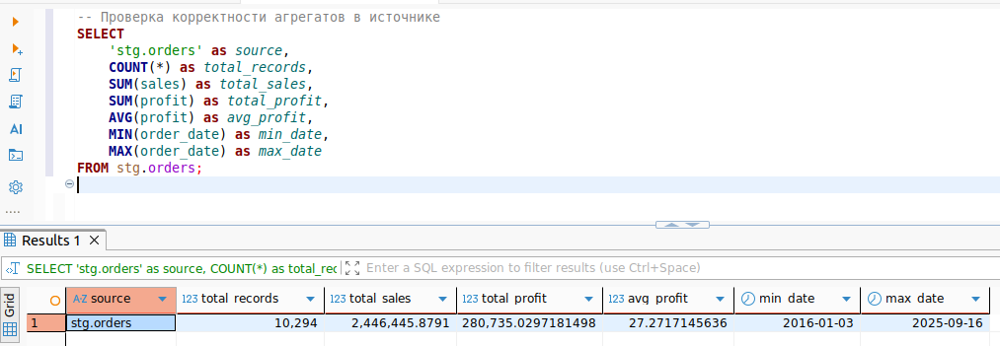 -- Проверка корректности агрегатов в источнике
SELECT
'stg.orders' as source,
COUNT(*) as total_records,
SUM(sales) as total_sales,
SUM(profit) as total_profit,
AVG(profit) as avg_profit,
MIN(order_date) as min_date,
MAX(order_date) as max_date
FROM stg.orders;
AI
Results 1
SELECT 'stg.orders' as source, COUNT(*) as total_rec
Enter a SQL expression to filter results (use Ctrl+Space)
Grid
A-Z source 123 total_records 123 total_sales 123 total_profit 123 avg_profit min_date max_date
1 stg.orders 10,294 2,446,445.8791 280,735.0297181498 27.2717145636 2016-01-03 2025-09-16